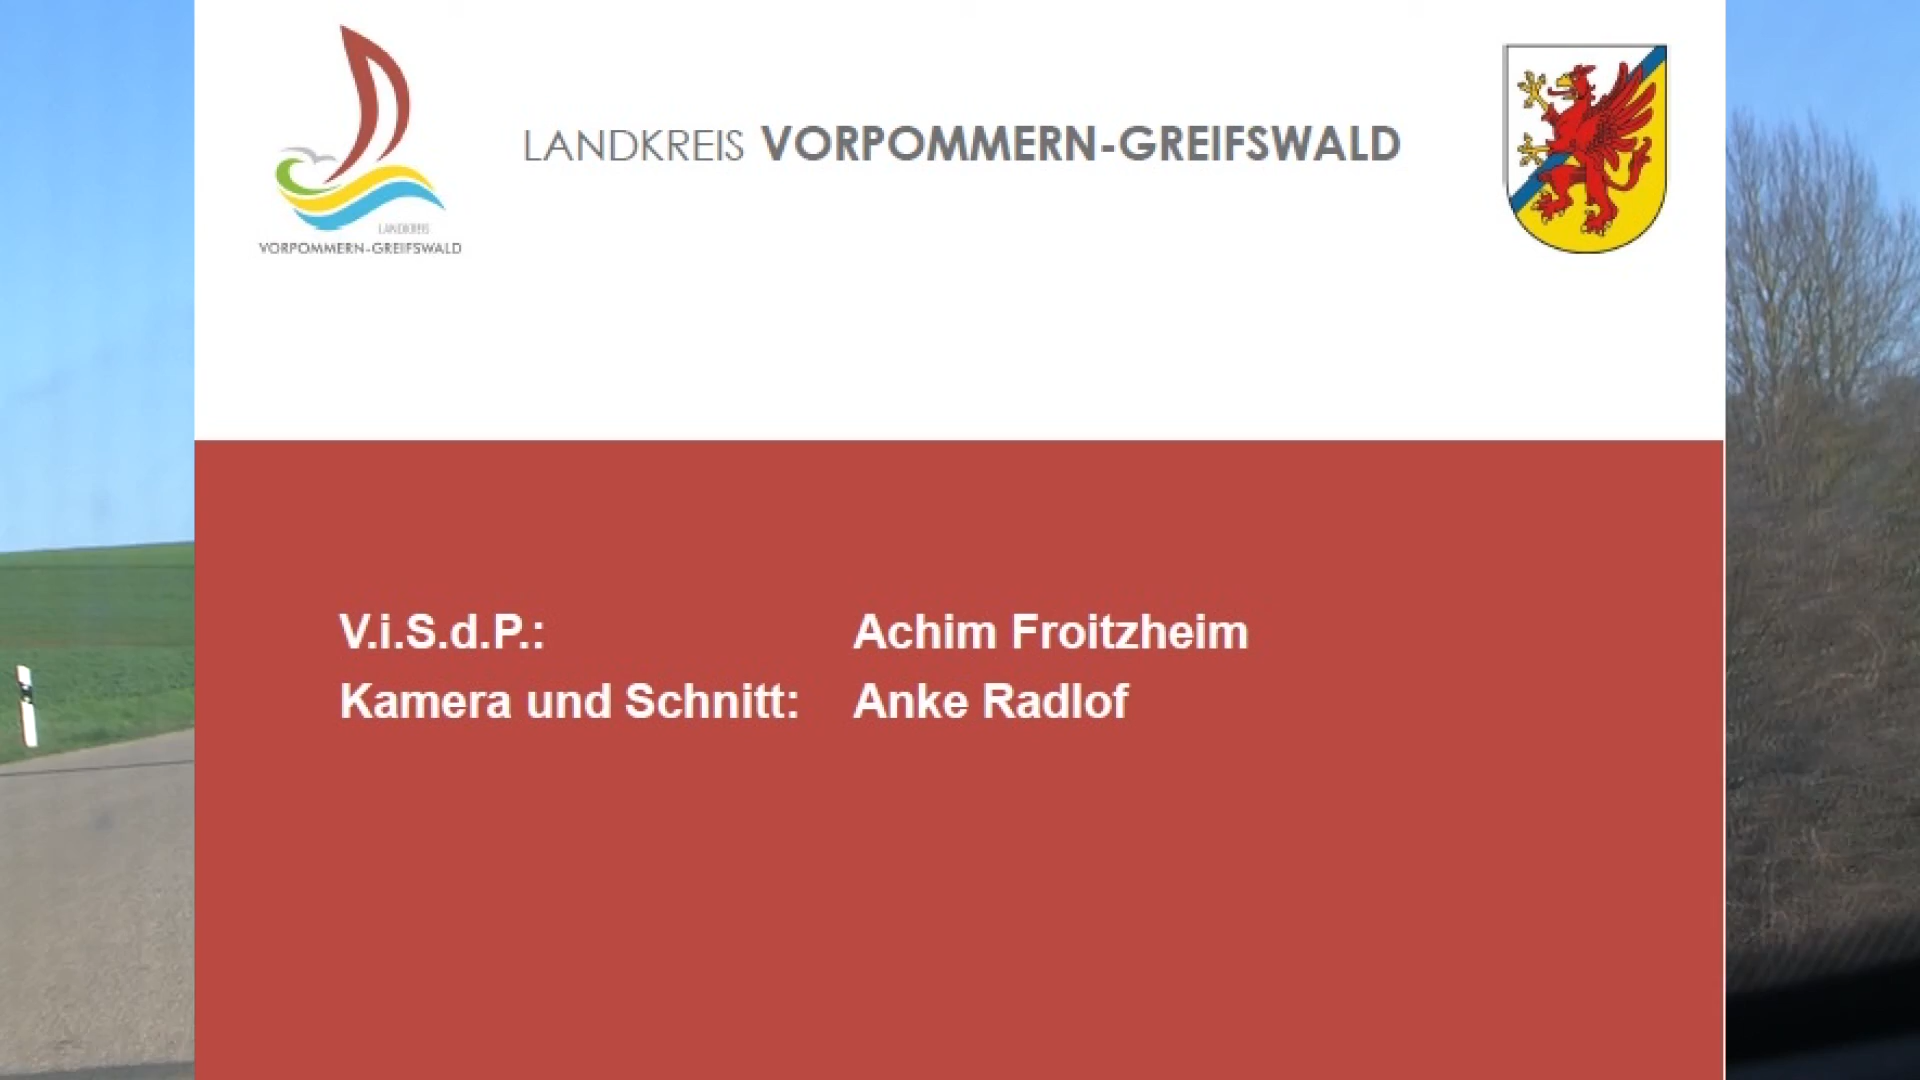 LANDKREIS VORPOMMERN-GREIFSWALD
LANDKREIS
VORPOMMERN-GREIFSWALD
V.i.S.d.P.: Achim Froitzheim
Kamera und Schnitt: Anke Radlof